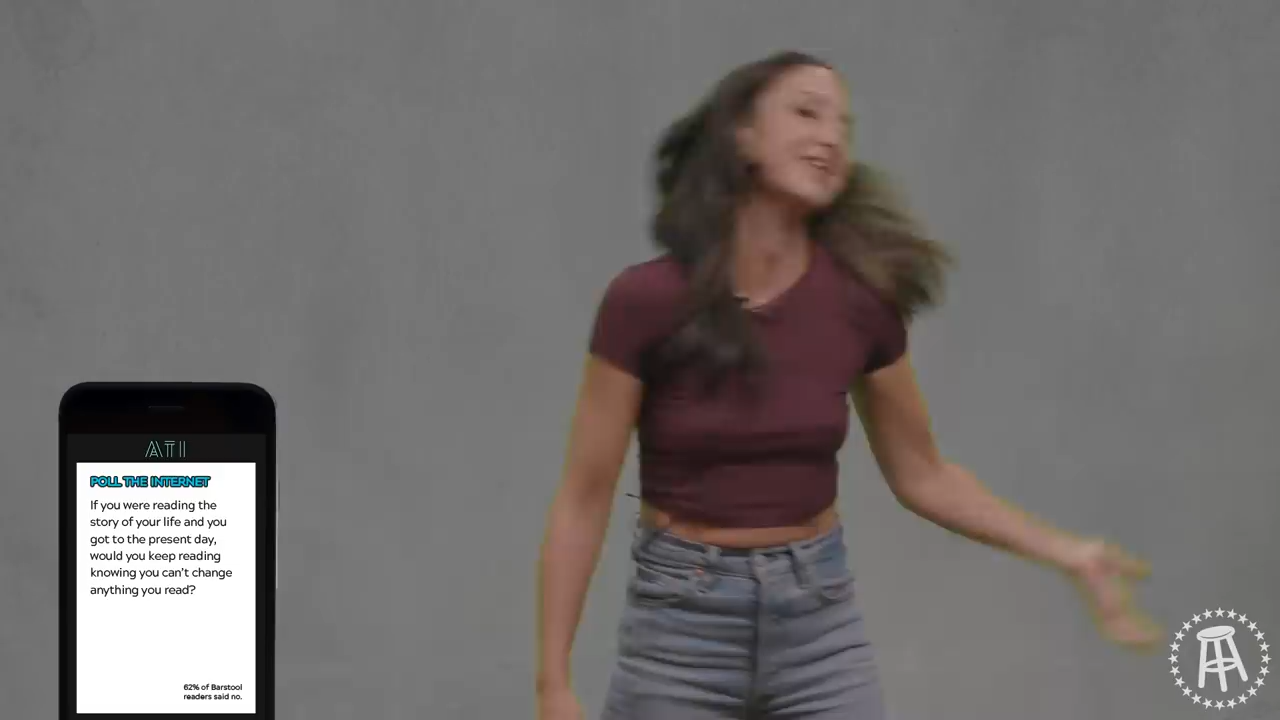 ATI
POLL THE INTERNET
If you were reading the
story of your life and you
got to the present day,
would you keep reading
knowing you can't change
anything you read?
62% of Barstool
readers said no.